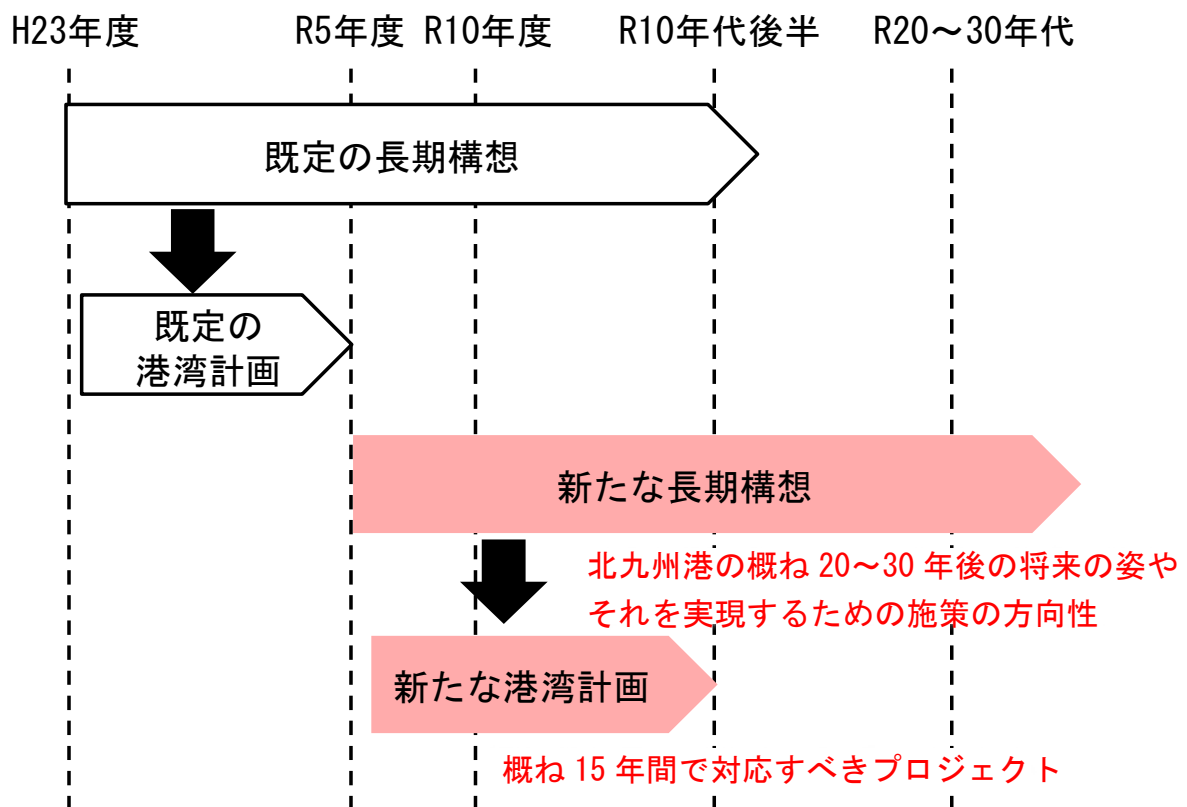 H23年度 R5年度 R10年度 R10年代後半 R20～30年代
既定の長期構想
既定の
港湾計画
新たな長期構想
北九州港の概ね 20～30 年後の将来の姿や
それを実現するための施策の方向性
新たな港湾計画
概ね 15 年間で対応すべきプロジェクト